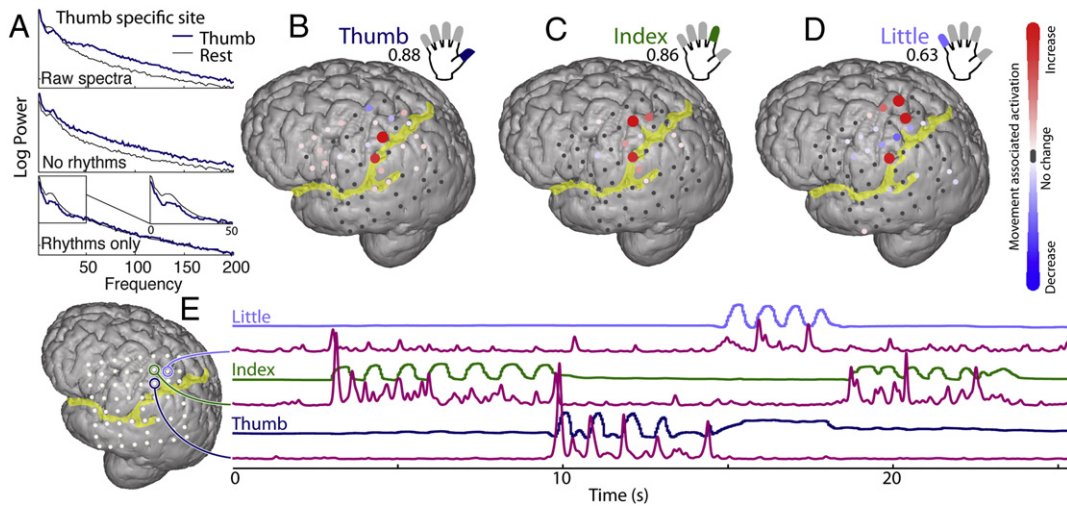 A
Thumb specific site
Thumb
Rest
Raw spectra
No rhythms
Rhythms only
0
50
50
100
150
200
Log Power
Frequency
B
Thumb
0.88
C
Index
0.86
D
Little
0.63
Increase
No change
Decrease
Movement associated activation
E
Little
Index
Thumb
0
10
20
Time (s)